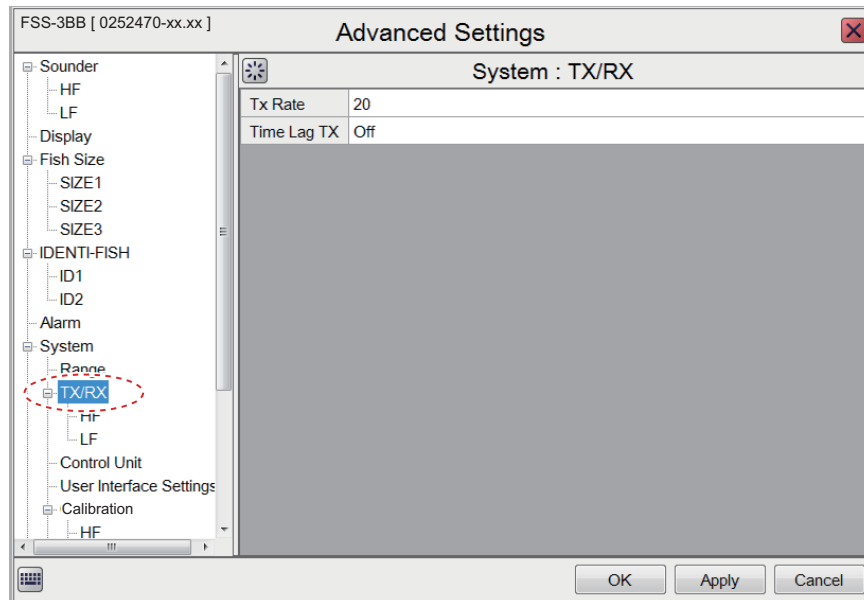 FSS-3BB [ 0252470-xx.xx ]
Advanced Settings
Sounder
HF
LF
Display
Fish Size
SIZE1
SIZE2
SIZE3
IDENTI-FISH
ID1
ID2
Alarm
System
Range
TX/RX
HF
LF
Control Unit
User Interface Settings
Calibration
HF
System : TX/RX
Tx Rate 20
Time Lag TX Off
OK Apply Cancel